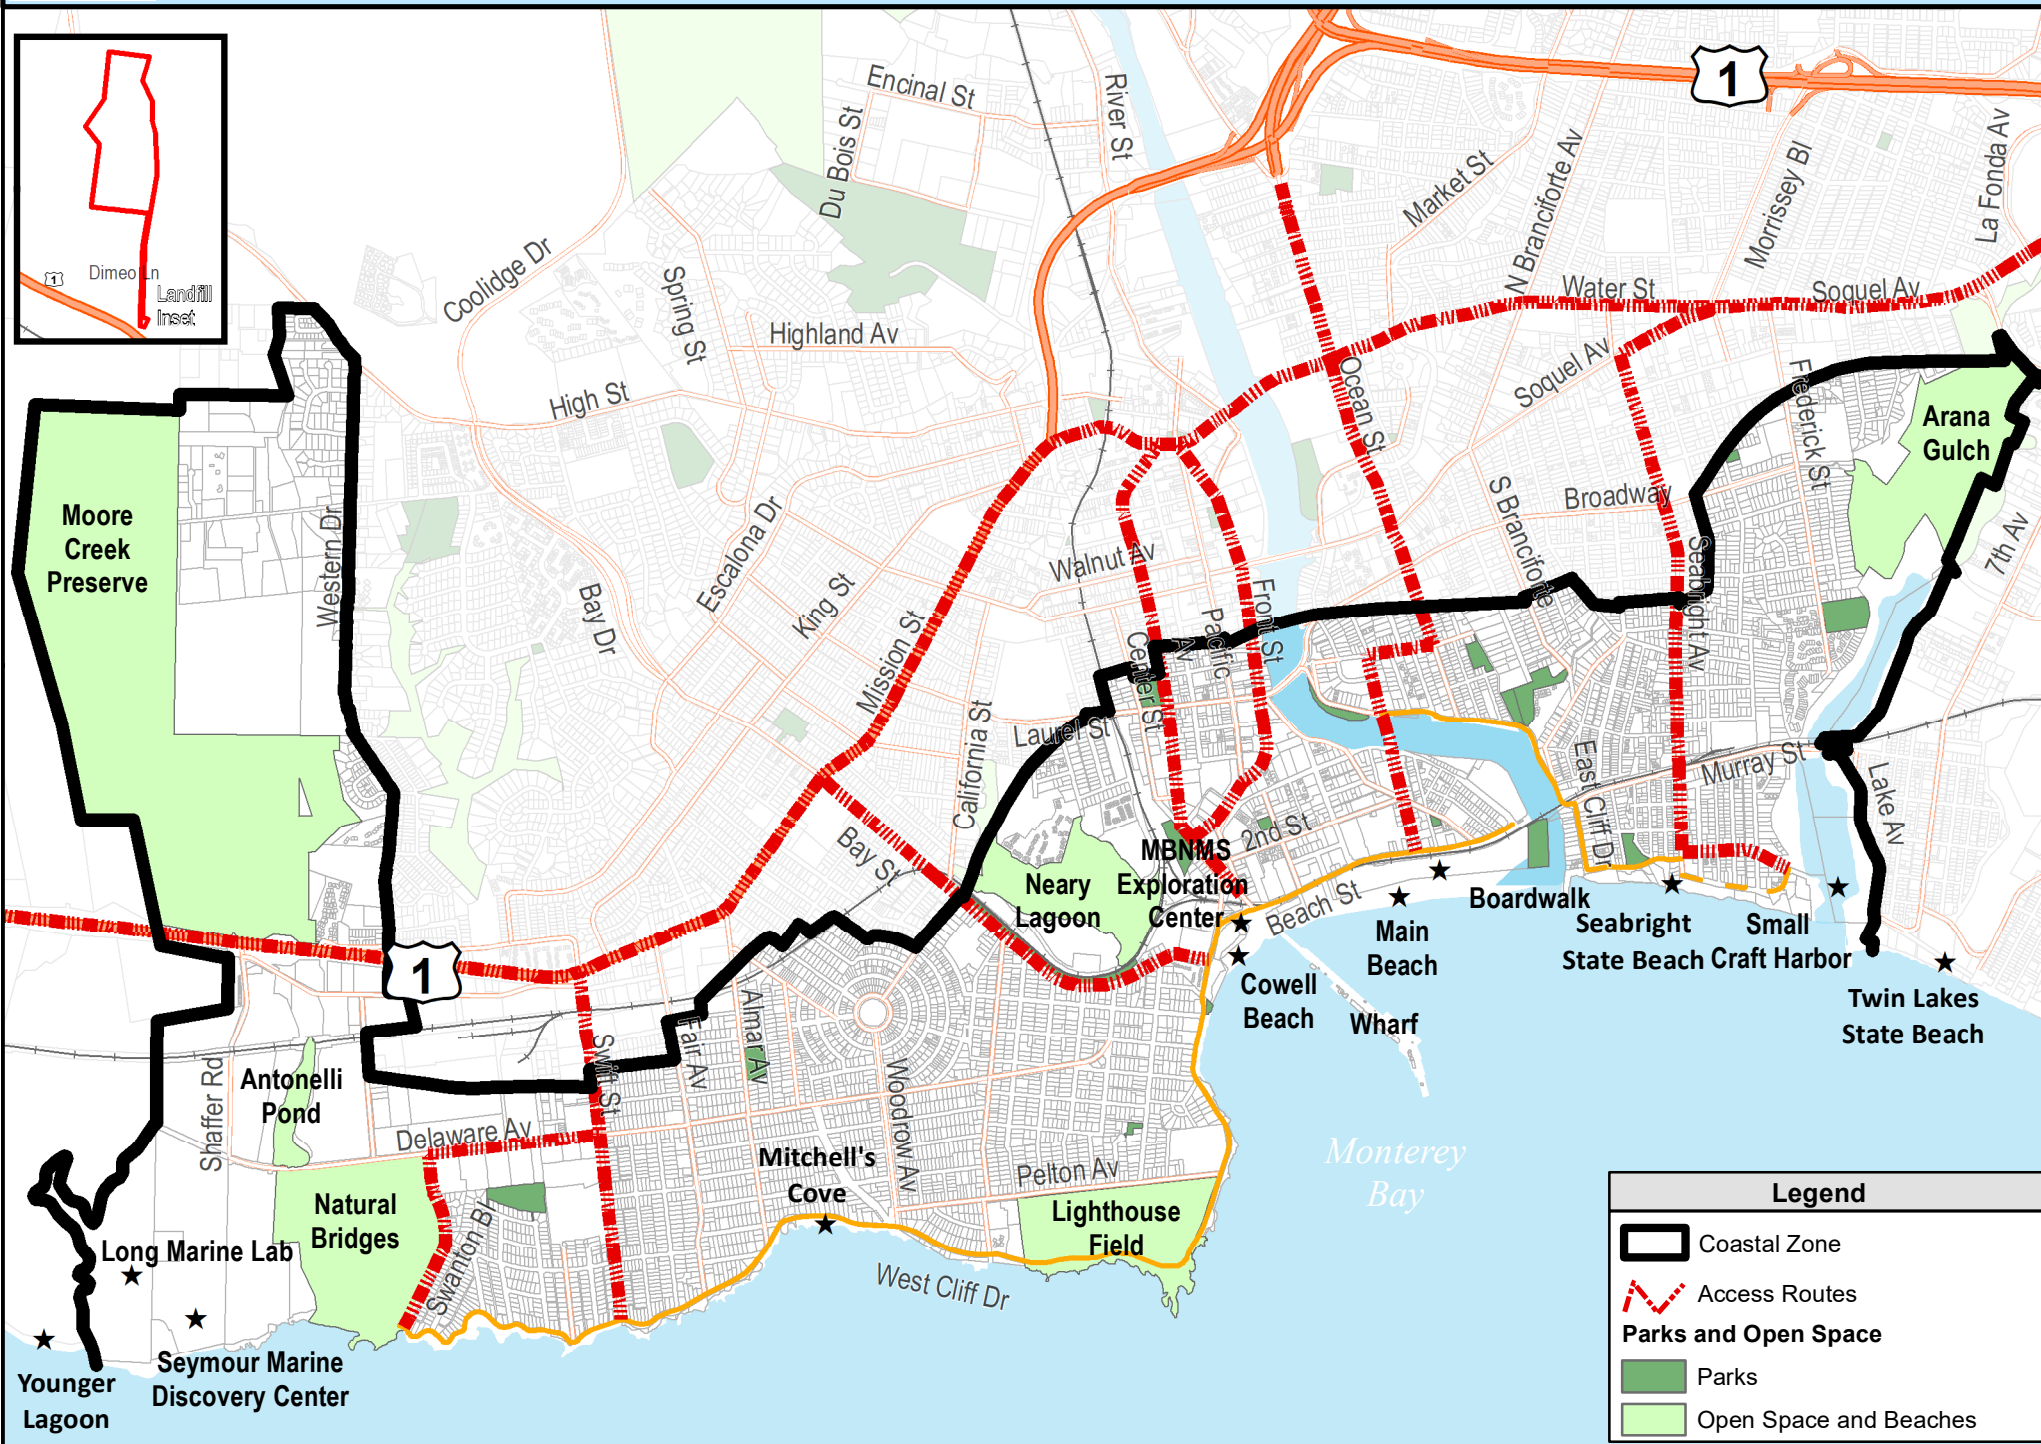 1
Encinal St
River St
Du Bois St
Market St
N Branciforte Av
Morrissey Bl
La Fonda Av
1
Dimeo Ln
Landfill
Inset
Coolidge Dr
Spring St
Highland Av
Water St
Soquel Av
High St
Ocean St
Soquel Av
Frederick St
Arana
Gulch
Moore
Creek
Preserve
Western Dr
Escalona Dr
Bay Dr
King St
Walnut Av
S Branciforte
Broadway
Seabright Av
7th Av
Mission St
Center St
Pacific
Av
Front St
California St
Laurel St
East Cliff Dr
Murray St
Lake Av
Bay St
Neary
Lagoon
MBNMS
Exploration
Center
2nd St
Beach St
Main
Beach
Boardwalk
Seabright
State Beach
Small
Craft Harbor
Twin Lakes
State Beach
1
Cowell
Beach
Wharf
Shaffer Rd
Antonelli
Pond
Swift St
Fair Av
Almar Av
Woodrow Av
Delaware Av
Mitchell's
Cove
Pelton Av
Monterey
Bay
Natural
Bridges
Swanton Bl
Lighthouse
Field
West Cliff Dr
Long Marine Lab
Seymour Marine
Discovery Center
Younger
Lagoon
Legend
Coastal Zone
Access Routes
Parks and Open Space
Parks
Open Space and Beaches